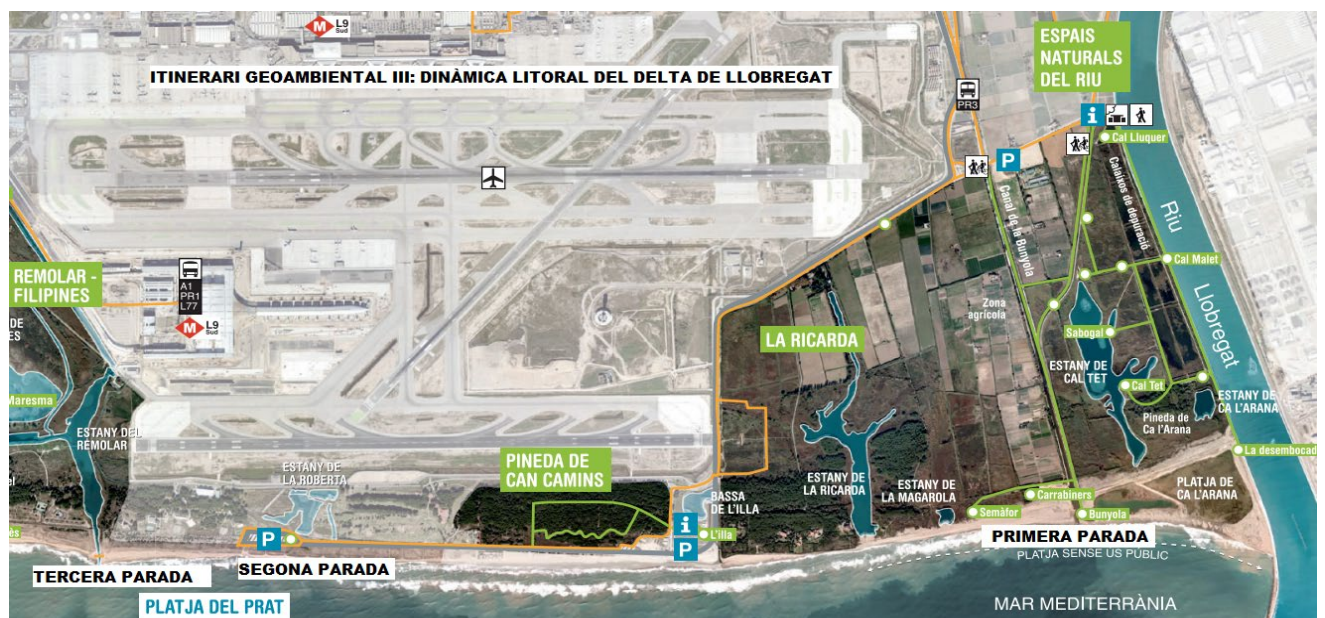 M
L9
Sud
ITINERARI GEOAMBIENTAL III: DINÀMICA LITORAL DEL DELTA DE LLOBREGAT
PR3
ESPAIS
NATURALS
DEL RIU
i
Cal Lluquer
P
Canal de la Bunyola
Calaixos de depuració
Riu
Llobregat
Cal Malet
REMOLAR -
FILIPINES
A1
PR1
L77
M
L9
Sud
DE
ES
Maresma
ESTANY DEL
REMOLAR
Zona
agrícola
LA RICARDA
Sabogal
ESTANY DE
CAL TET
Cal Tet
ESTANY DE
CA L'ARANA
Pineda de
Ca l'Arana
La desembocad
ESTANY DE
LA ROBERTA
PINEDA DE
CAN CAMINS
BASSA
DE L'ILLA
ESTANY DE
LA RICARDA
ESTANY DE
LA MAGAROLA
Carrabiners
Semàfor
Bunyola
PLATJA DE
CA L'ARANA
i
P
L'illa
P
ès
PRIMERA PARADA
PLATJA SENSE US PÚBLIC
TERCERA PARADA
SEGONA PARADA
PLATJA DEL PRAT
MAR MEDITERRÀNIA